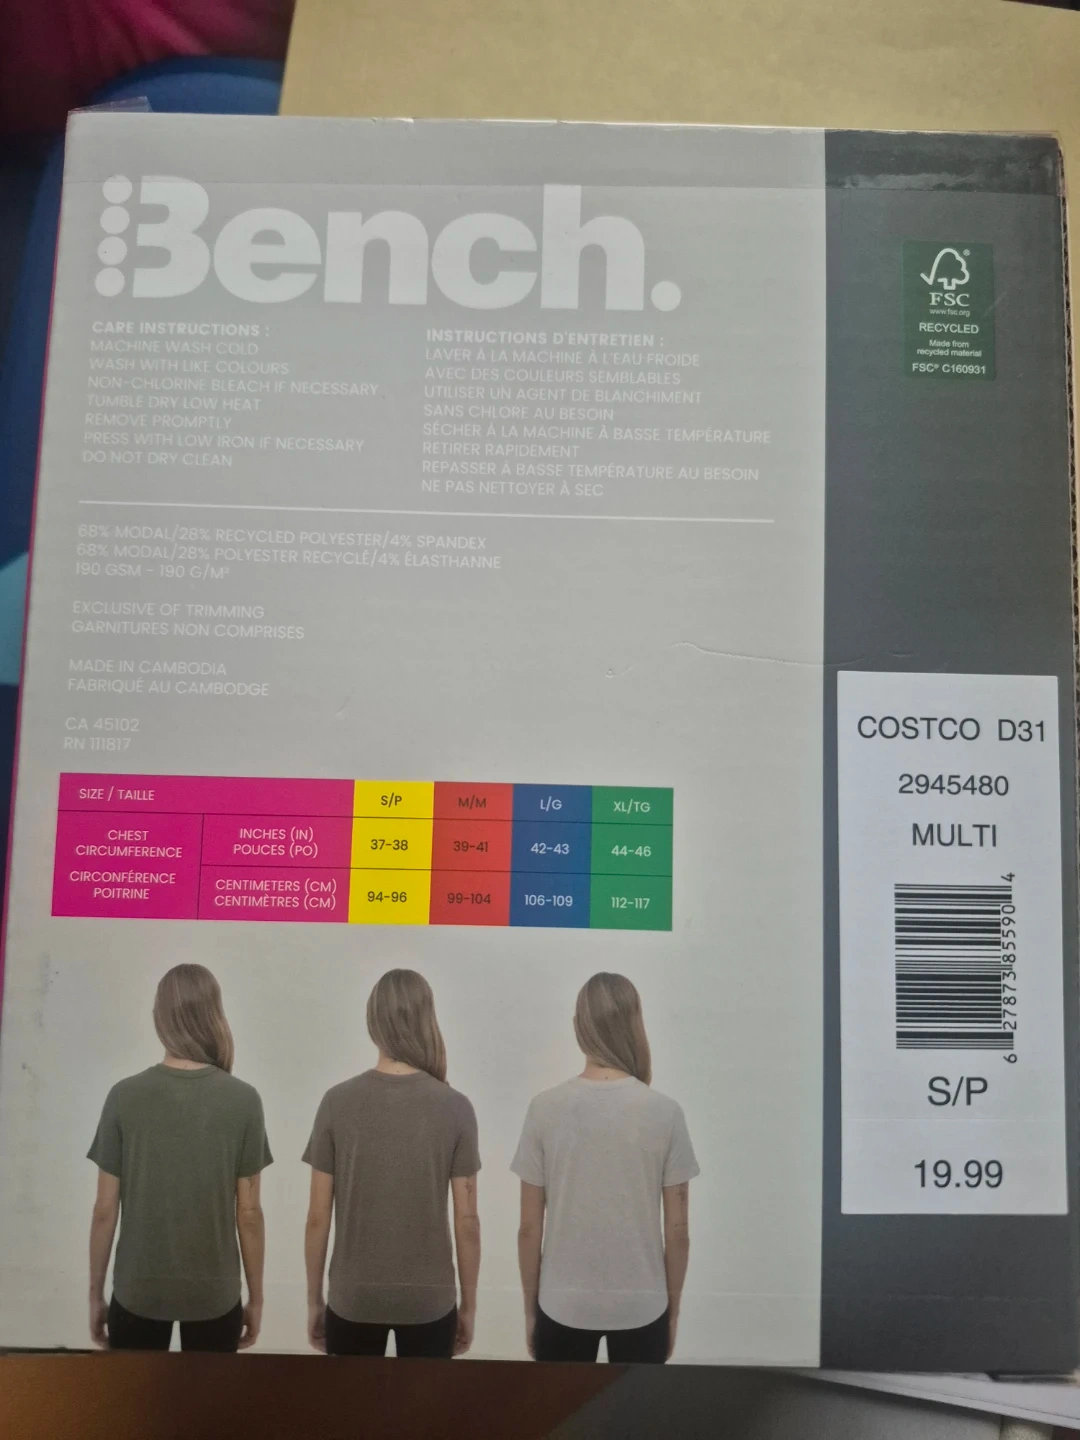 Bench.
CARE INSTRUCTIONS :
MACHINE WASH COLD
WASH WITH LIKE COLOURS
NON-CHLORINE BLEACH IF NECESSARY
TUMBLE DRY LOW HEAT
REMOVE PROMPTLY
PRESS WITH LOW IRON IF NECESSARY
DO NOT DRY CLEAN
INSTRUCTIONS D'ENTRETIEN :
LAVER À LA MACHINE À L'EAU FROIDE
AVEC DES COULEURS SEMBLABLES
UTILISER UN AGENT DE BLANCHIMENT
SANS CHLORE AU BESOIN
SÉCHER À LA MACHINE À BASSE TEMPÉRATURE
RETIRER RAPIDEMENT
REPASSER À BASSE TEMPÉRATURE AU BESOIN
NE PAS NETTOYER À SEC
68% MODAL/28% RECYCLED POLYESTER/4% SPANDEX
68% MODAL/28% POLYESTER RECYCLÉ/4% ÉLASTHANNE
190 GSM - 190 G/M²
EXCLUSIVE OF TRIMMING
GARNITURES NON COMPRISES
MADE IN CAMBODIA
FABRIQUÉ AU CAMBODGE
CA 45102
RN 111817
SIZE / TAILLE
S/P
M/M
L/G
XL/TG
CHEST
CIRCUMFERENCE
CIRCONFÉRENCE
POITRINE
INCHES (IN)
POUCES (PO)
37-38
39-41
42-43
44-46
CENTIMETERS (CM)
CENTIMÈTRES (CM)
94-96
99-104
106-109
112-117
FSC
www.fsc.org
RECYCLED
Made from
recycled material
FSC® C160931
COSTCO D31
2945480
MULTI
6 27873 85590 4
S/P
19.99